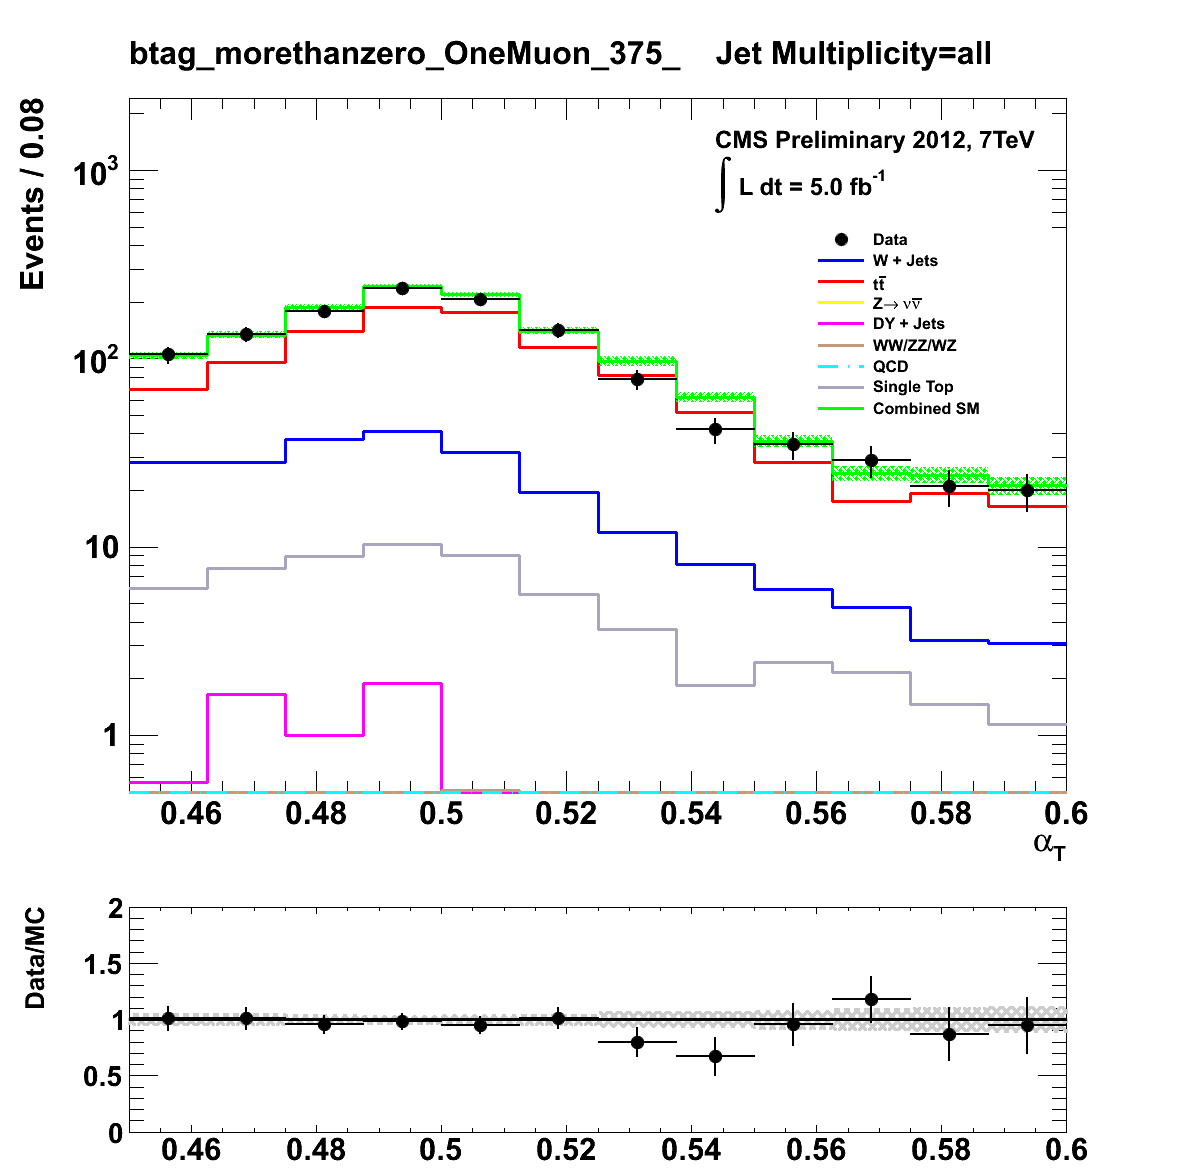 btag_morethanzero_OneMuon_375_ Jet Multiplicity=all
Events / 0.08
CMS Preliminary 2012, 7TeV
∫ L dt = 5.0 fb⁻¹
Data
W + Jets
tt̅
Z→ νν̅
DY + Jets
WW/ZZ/WZ
QCD
Single Top
Combined SM
10³
10²
10
1
0.46 0.48 0.5 0.52 0.54 0.56 0.58 0.6
α_T
Data/MC
2
1.5
1
0.5
0
0.46 0.48 0.5 0.52 0.54 0.56 0.58 0.6